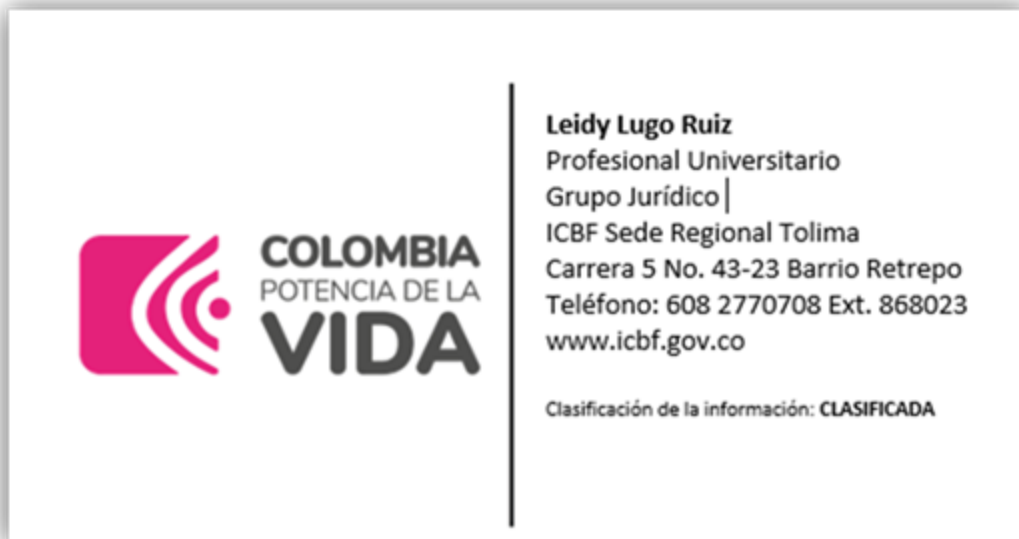 COLOMBIA
POTENCIA DE LA
VIDA
Leidy Lugo Ruiz
Profesional Universitario
Grupo Jurídico
ICBF Sede Regional Tolima
Carrera 5 No. 43-23 Barrio Retrepo
Teléfono: 608 2770708 Ext. 868023
www.icbf.gov.co
Clasificación de la información: CLASIFICADA